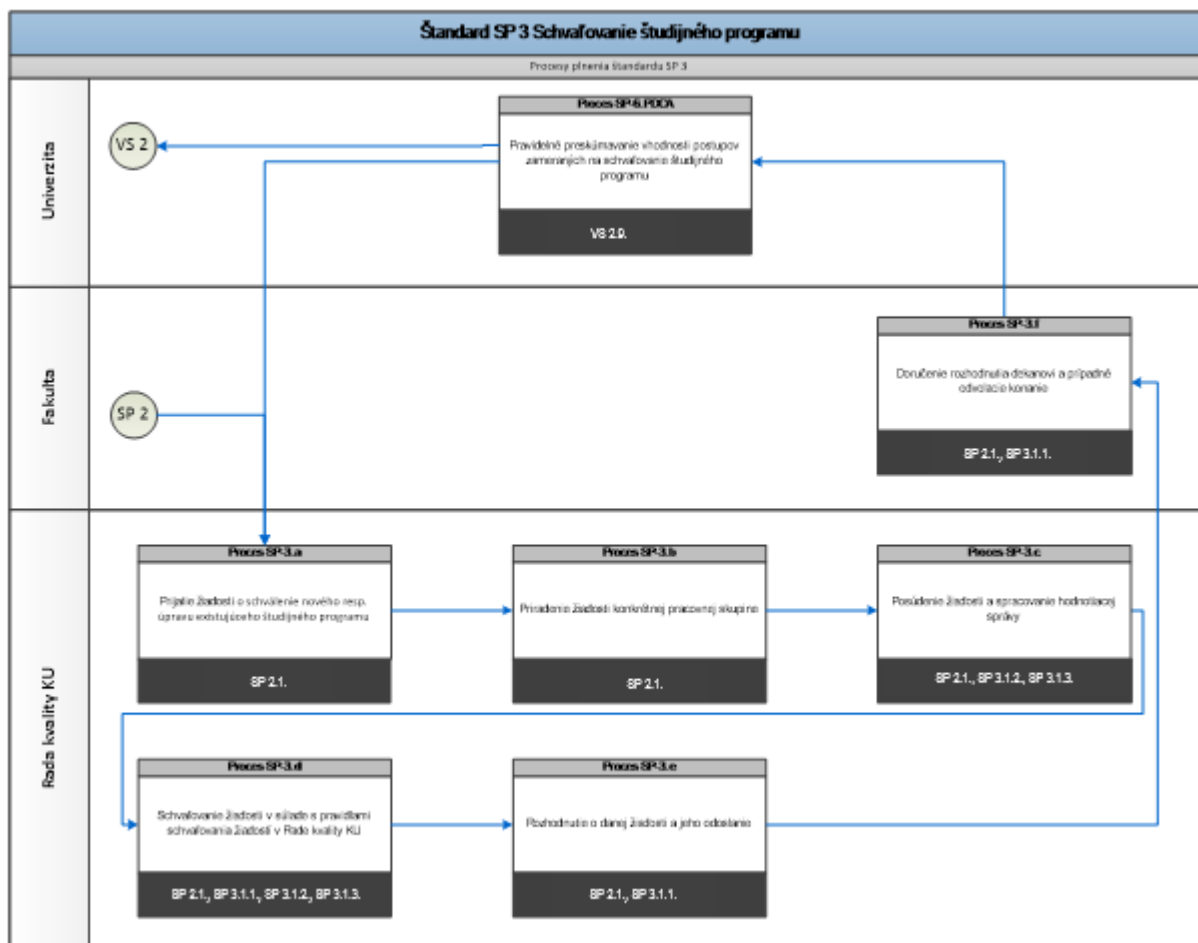 Štandard SP 3 Schvaľovanie študijného programu
Procesy plnenia štandardu SP 3
Univerzita
VS 2
Proces SP-6.PDCA
Pravidelné preskúmavanie vhodnosti postupov
zameraných na schvaľovanie študijného
programu
VS 2.9.
Fakulta
SP 2
Proces SP-3.f
Doručenie rozhodnutia dekanovi a prípadné
odvolacie konanie
SP 2.1., SP 3.1.1.
Rada kvality KU
Proces SP-3.a
Prijatie žiadosti o schválenie nového resp.
úpravu existujúceho študijného programu
SP 2.1.
Proces SP-3.b
Priradenie žiadosti konkrétnej pracovnej skupine
SP 2.1.
Proces SP-3.c
Posúdenie žiadosti a spracovanie hodnotiacej
správy
SP 2.1., SP 3.1.2., SP 3.1.3.
Proces SP-3.d
Schvaľovanie žiadosti v súlade s pravidlami
schvaľovania žiadostí v Rade kvality KU
SP 2.1., SP 3.1.1., SP 3.1.2., SP 3.1.3.
Proces SP-3.e
Rozhodnutie o danej žiadosti a jeho odoslanie
SP 2.1., SP 3.1.1.